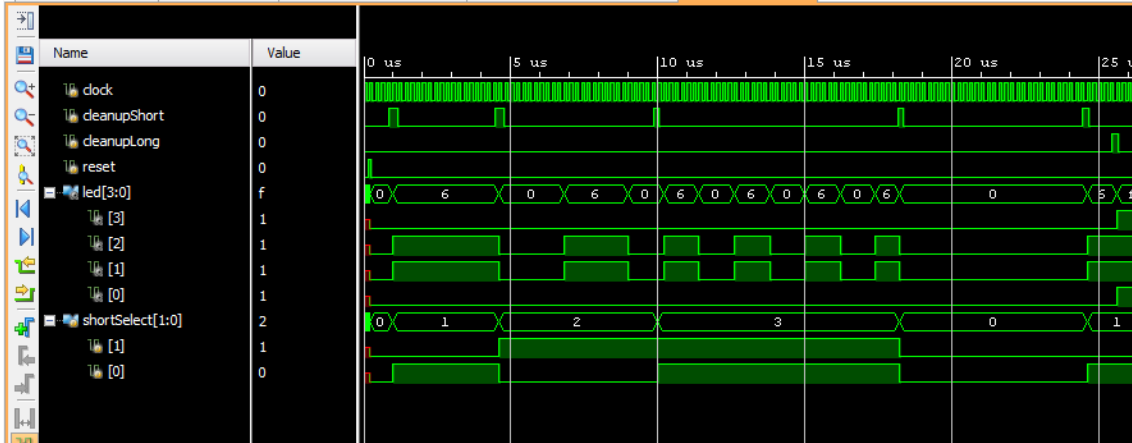 Name Value
0 us 5 us 10 us 15 us 20 us 25
clock 0
cleanupShort 0
cleanupLong 0
reset 0
led[3:0] f 0 6 0 6 0 6 0 6 0 6 0 6 0
[3] 1
[2] 1
[1] 1
[0] 1
shortSelect[1:0] 2 0 1 2 3 0 1
[1] 1
[0] 0